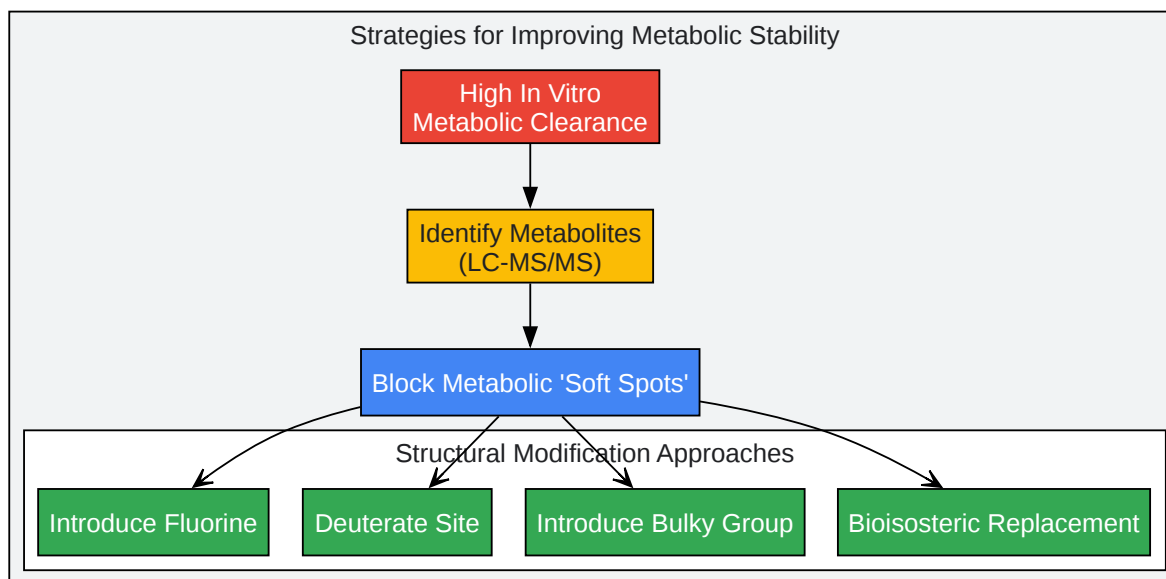 Strategies for Improving Metabolic Stability
High In Vitro
Metabolic Clearance
Identify Metabolites
(LC-MS/MS)
Block Metabolic 'Soft Spots'
Structural Modification Approaches
Introduce Fluorine
Deuterate Site
Introduce Bulky Group
Bioisosteric Replacement